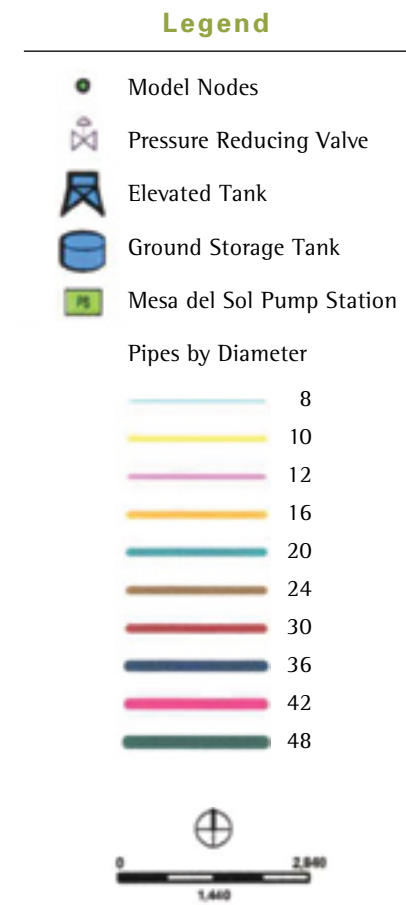 Legend
Model Nodes
Pressure Reducing Valve
Elevated Tank
Ground Storage Tank
PS Mesa del Sol Pump Station
Pipes by Diameter
8
10
12
16
20
24
30
36
42
48
0 2,840
1,440